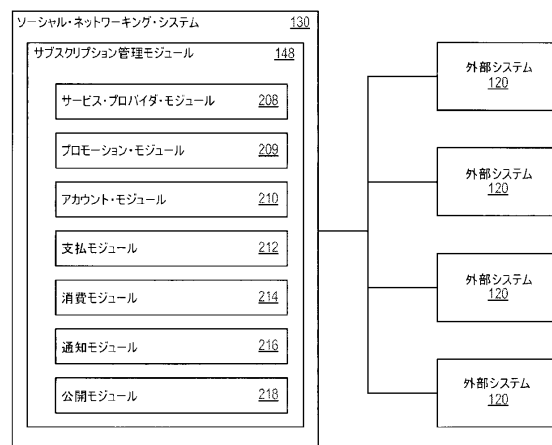 ソーシャル・ネットワーキング・システム 130
サブスクリプション管理モジュール 148
サービス・プロバイダ・モジュール 208
プロモーション・モジュール 209
アカウント・モジュール 210
支払モジュール 212
消費モジュール 214
通知モジュール 216
公開モジュール 218
外部システム
120
外部システム
120
外部システム
120
外部システム
120